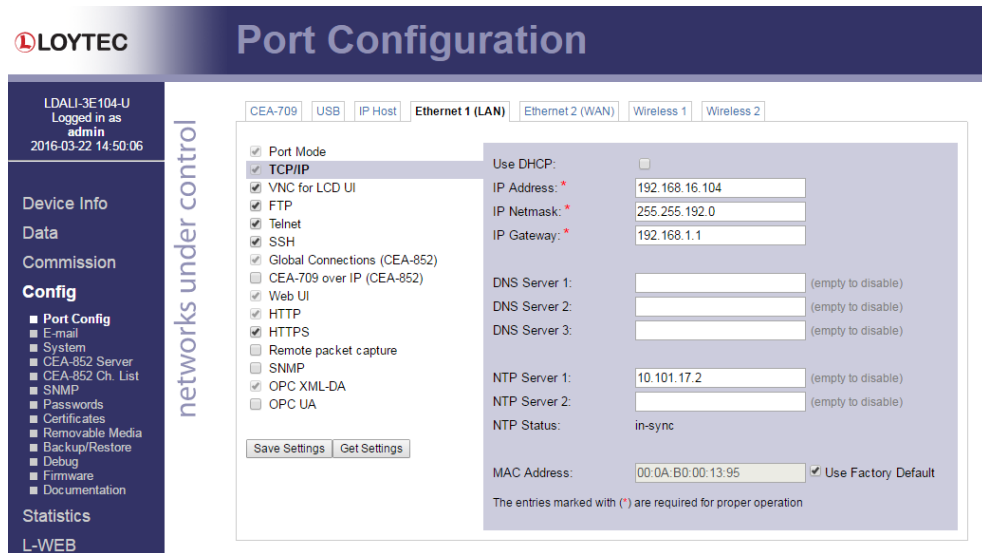 LOYTEC
Port Configuration
LDALI-3E104-U
Logged in as
admin
2016-03-22 14:50:06
Device Info
Data
Commission
Config
Port Config
E-mail
System
CEA-852 Server
CEA-852 Ch. List
SNMP
Passwords
Certificates
Removable Media
Backup/Restore
Debug
Firmware
Documentation
Statistics
L-WEB
networks under control
CEA-709 USB IP Host Ethernet 1 (LAN) Ethernet 2 (WAN) Wireless 1 Wireless 2
Port Mode
TCP/IP
VNC for LCD UI
FTP
Telnet
SSH
Global Connections (CEA-852)
CEA-709 over IP (CEA-852)
Web UI
HTTP
HTTPS
Remote packet capture
SNMP
OPC XML-DA
OPC UA
Save Settings Get Settings
Use DHCP:
IP Address: * 192.168.16.104
IP Netmask: * 255.255.192.0
IP Gateway: * 192.168.1.1
DNS Server 1: (empty to disable)
DNS Server 2: (empty to disable)
DNS Server 3: (empty to disable)
NTP Server 1: 10.101.17.2 (empty to disable)
NTP Server 2: (empty to disable)
NTP Status: in-sync
MAC Address: 00:0A:B0:00:13:95 Use Factory Default
The entries marked with (*) are required for proper operation